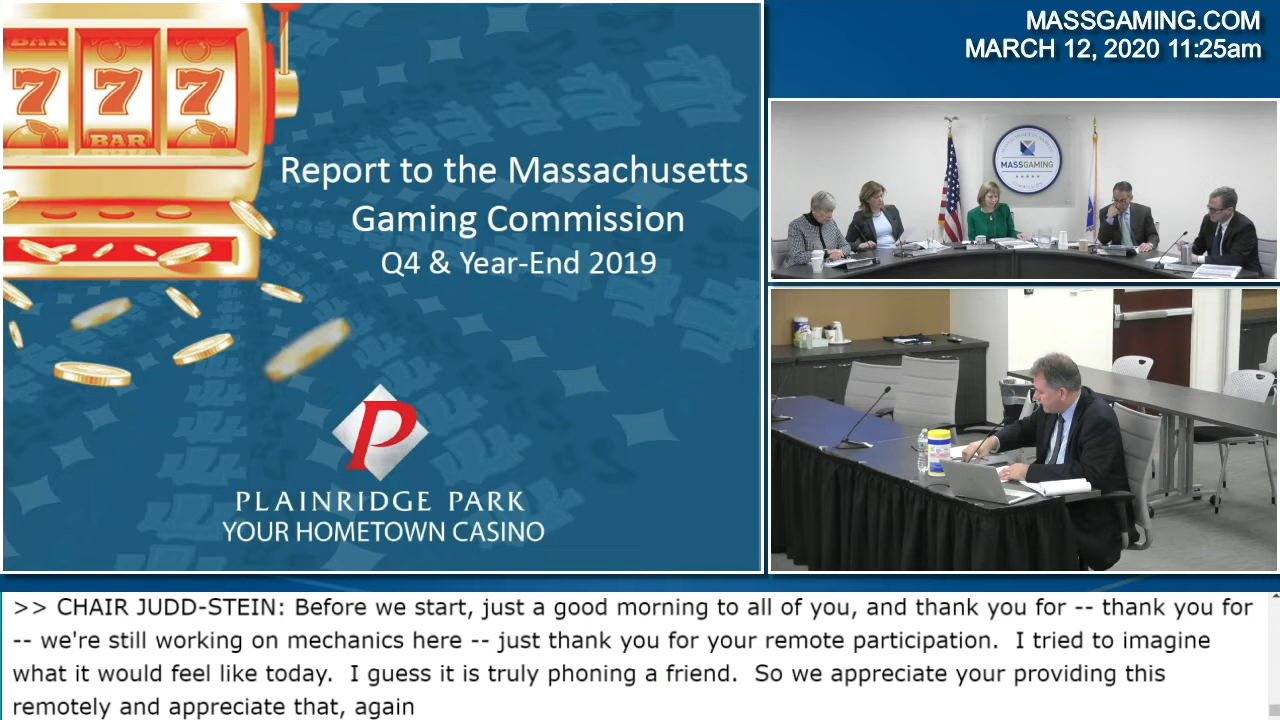 BAR
7 7 7
BAR
BAR
Report to the Massachusetts
Gaming Commission
Q4 & Year-End 2019
P
PLAINRIDGE PARK
YOUR HOMETOWN CASINO
MASSGAMING.COM
MARCH 12, 2020 11:25am
MASSGAMING
>> CHAIR JUDD-STEIN: Before we start, just a good morning to all of you, and thank you for -- thank you for
-- we're still working on mechanics here -- just thank you for your remote participation.  I tried to imagine
what it would feel like today.  I guess it is truly phoning a friend.  So we appreciate your providing this
remotely and appreciate that, again